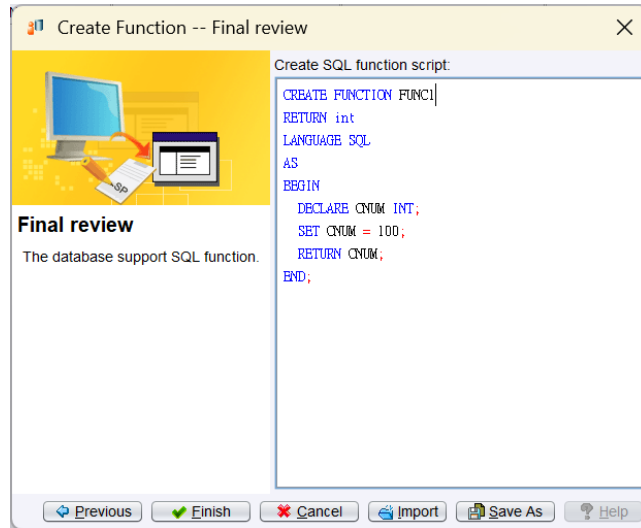 Create Function -- Final review
Create SQL function script:
CREATE FUNCTION FUNC1
RETURN int
LANGUAGE SQL
AS
BEGIN
DECLARE CNUM INT;
SET CNUM = 100;
RETURN CNUM;
END;
SP
Final review
The database support SQL function.
Previous
Finish
Cancel
Import
Save As
Help